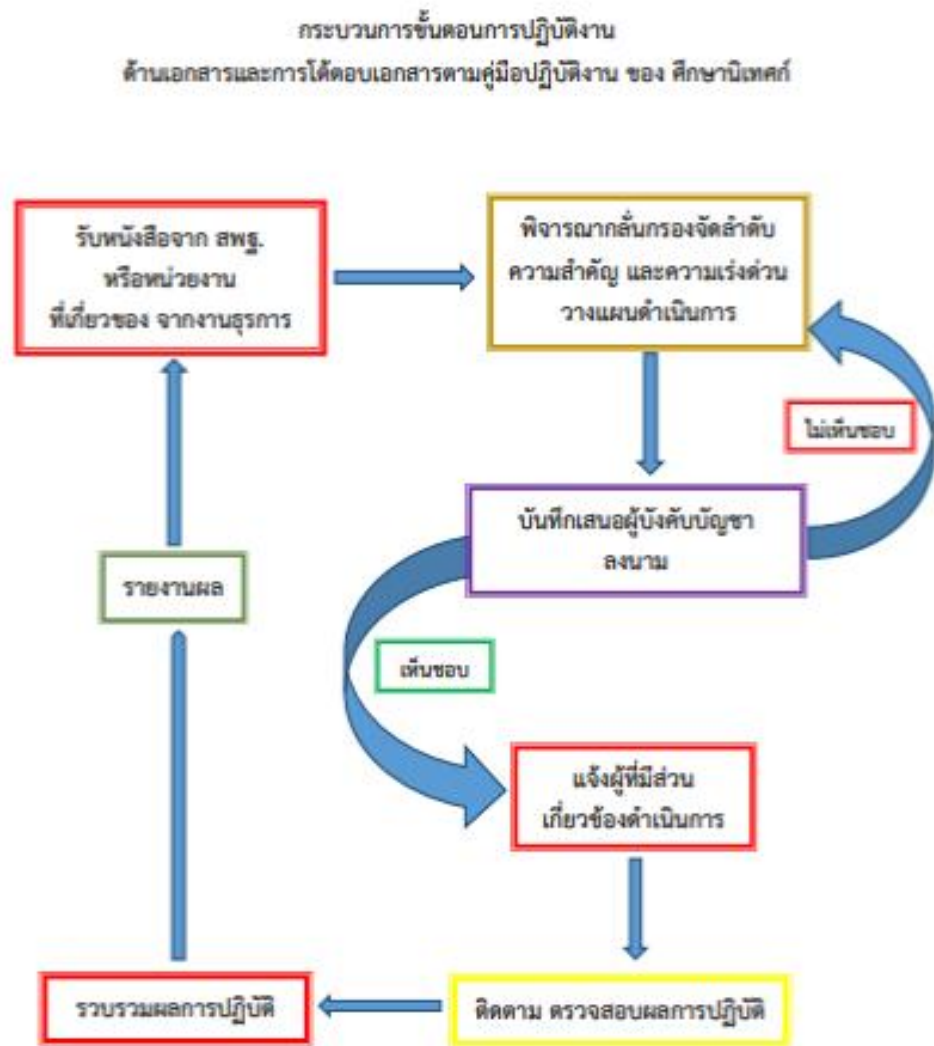 กระบวนการขั้นตอนการปฏิบัติงาน
ด้านเอกสารและการโต้ตอบเอกสารตามคู่มือปฏิบัติงาน ของ ศึกษานิเทศก์
รับหนังสือจาก สพฐ.
หรือหน่วยงาน
ที่เกี่ยวของ จากงานธุรการ
พิจารณากลั่นกรองจัดลำดับ
ความสำคัญ และความเร่งด่วน
วางแผนดำเนินการ
ไม่เห็นชอบ
บันทึกเสนอผู้บังคับบัญชา
ลงนาม
รายงานผล
เห็นชอบ
แจ้งผู้ที่มีส่วน
เกี่ยวข้องดำเนินการ
รวบรวมผลการปฏิบัติ
ติดตาม ตรวจสอบผลการปฏิบัติ